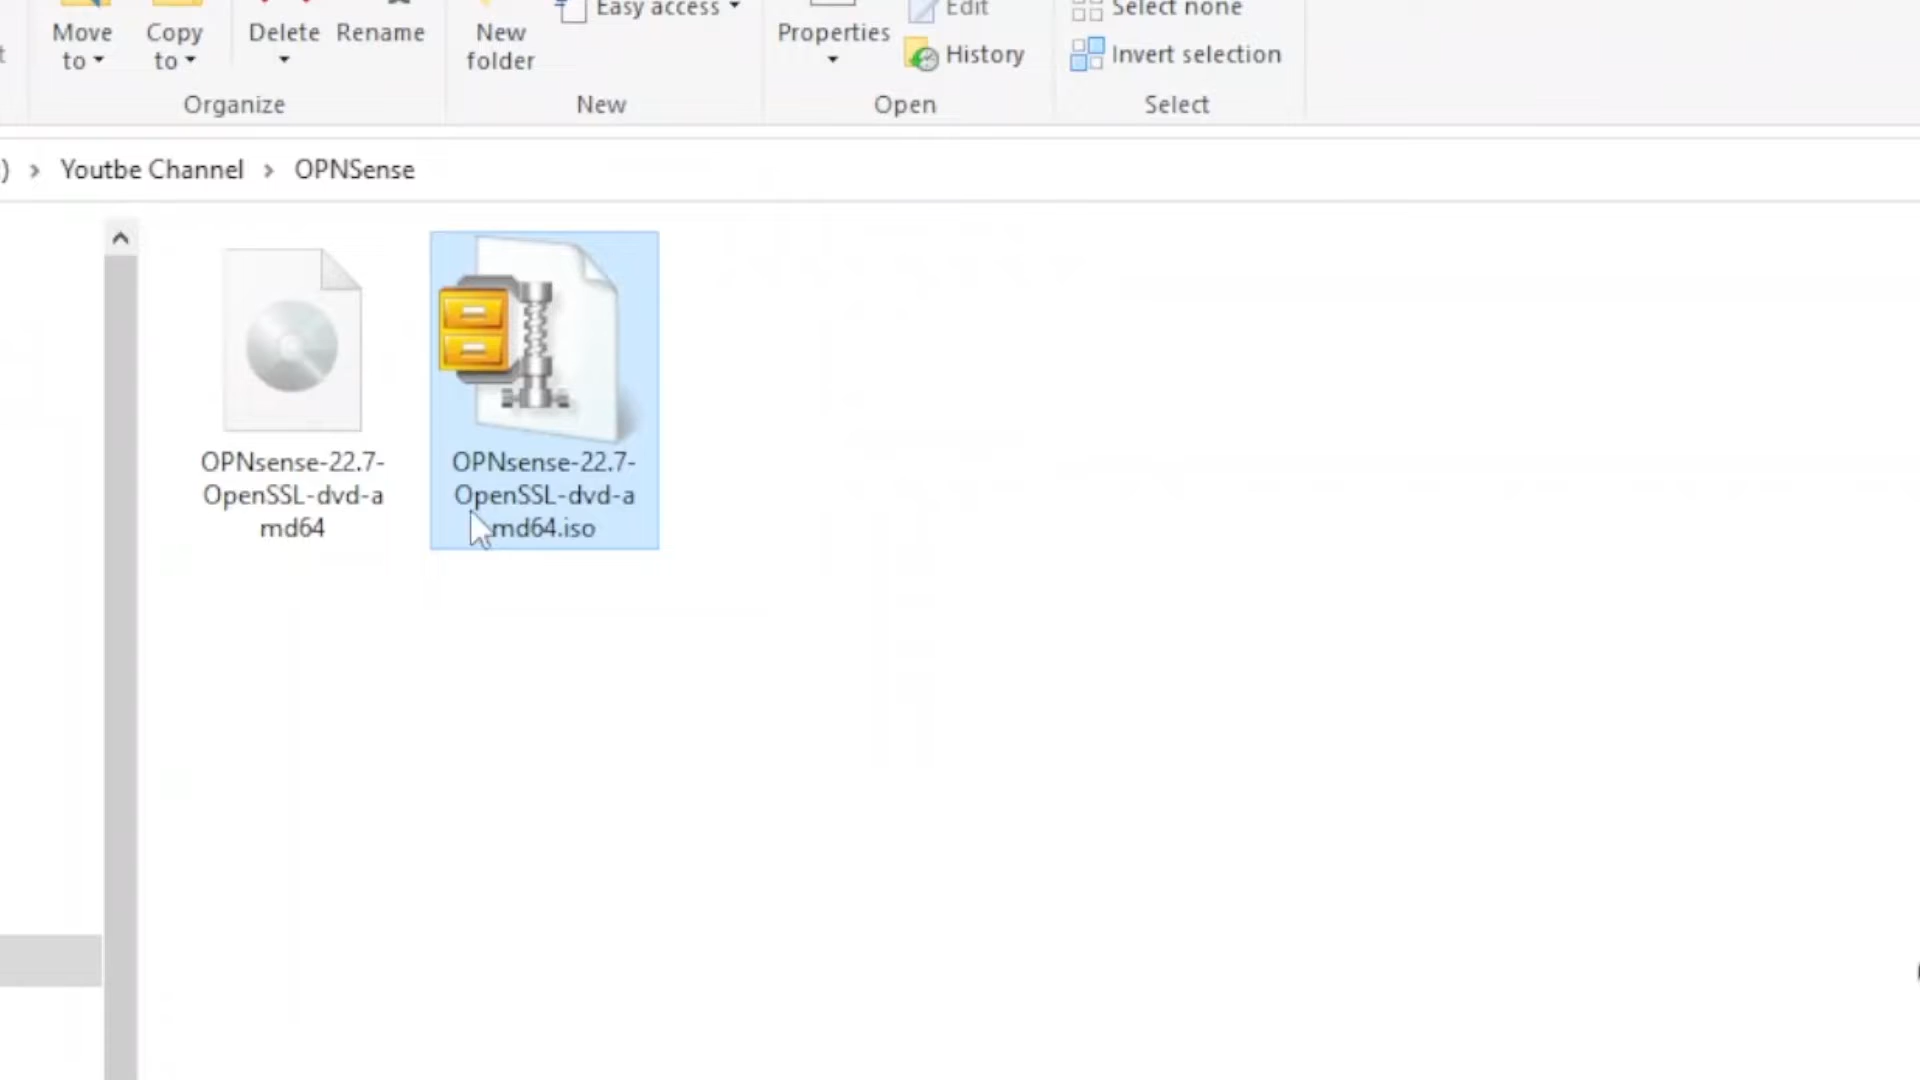 Easy access
Edit
Select none
Move to
Copy to
Delete
Rename
New folder
Properties
History
Invert selection
Organize
New
Open
Select
) > Youtbe Channel > OPNSense
OPNsense-22.7-
OpenSSL-dvd-a
md64
OPNsense-22.7-
OpenSSL-dvd-a
md64.iso